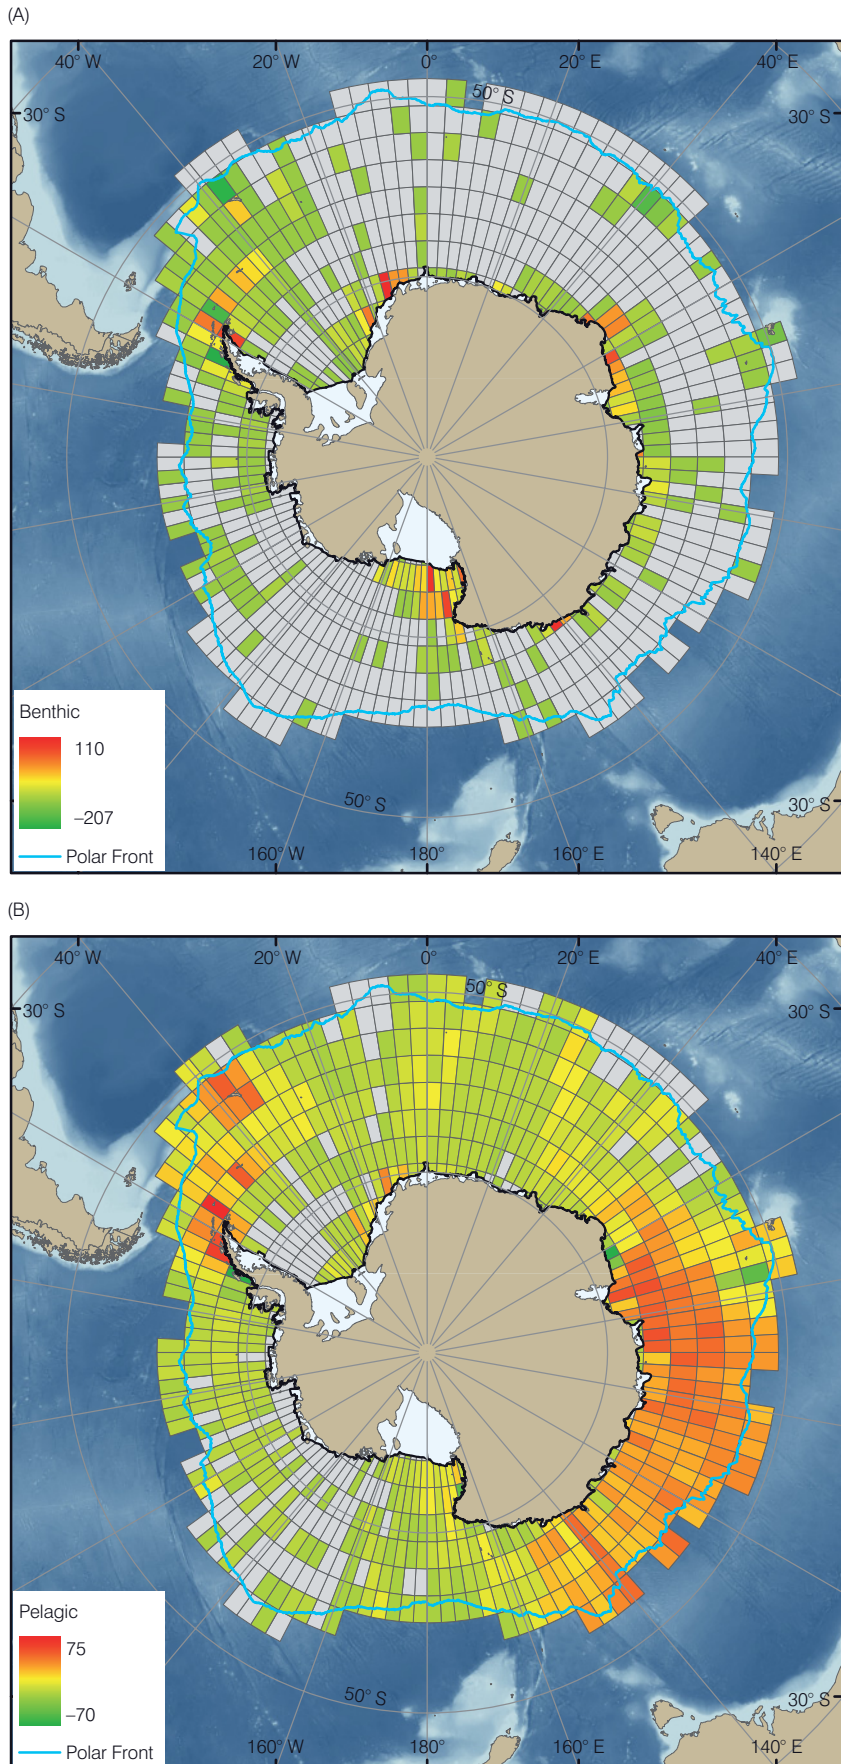 (A)
40° W
20° W
0°
20° E
40° E
50° S
30° S
30° S
Benthic
110
–207
Polar Front
50° S
30° S
160° W
180°
160° E
140° E
(B)
40° W
20° W
0°
20° E
40° E
50° S
30° S
30° S
Pelagic
75
–70
Polar Front
50° S
30° S
160° W
180°
160° E
140° E